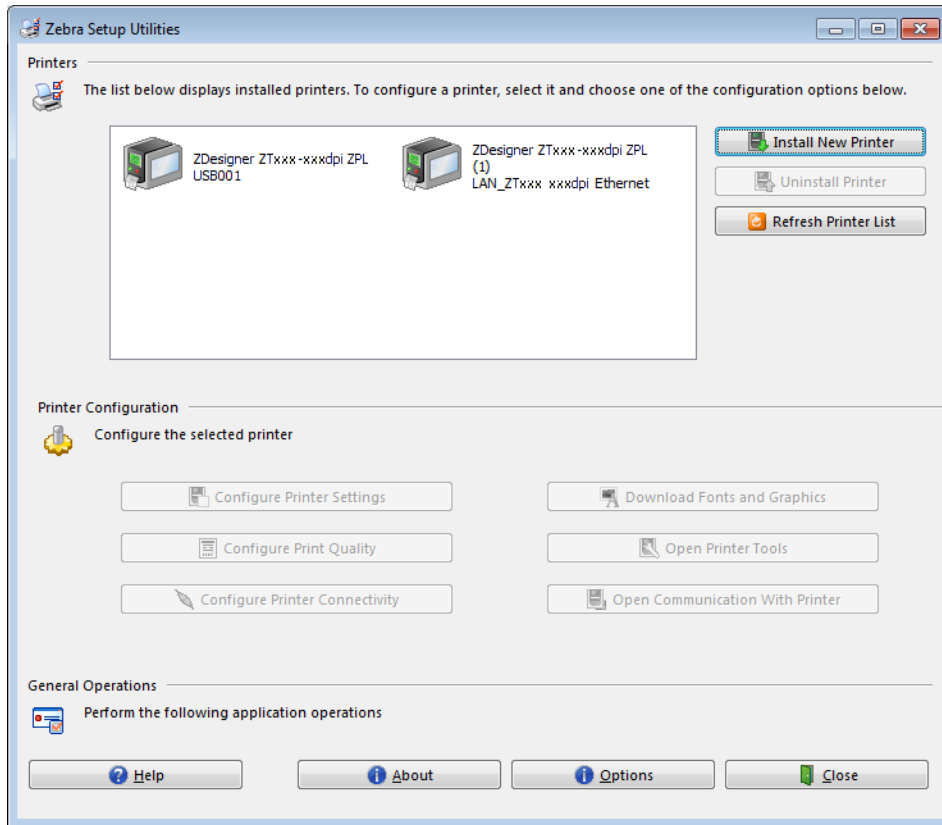 Zebra Setup Utilities
Printers
The list below displays installed printers. To configure a printer, select it and choose one of the configuration options below.
ZDesigner ZTxxx-xxxdpi ZPL
USB001
ZDesigner ZTxxx-xxxdpi ZPL
(1)
LAN_ZTxxx xxxdpi Ethernet
Install New Printer
Uninstall Printer
Refresh Printer List
Printer Configuration
Configure the selected printer
Configure Printer Settings
Download Fonts and Graphics
Configure Print Quality
Open Printer Tools
Configure Printer Connectivity
Open Communication With Printer
General Operations
Perform the following application operations
Help
About
Options
Close